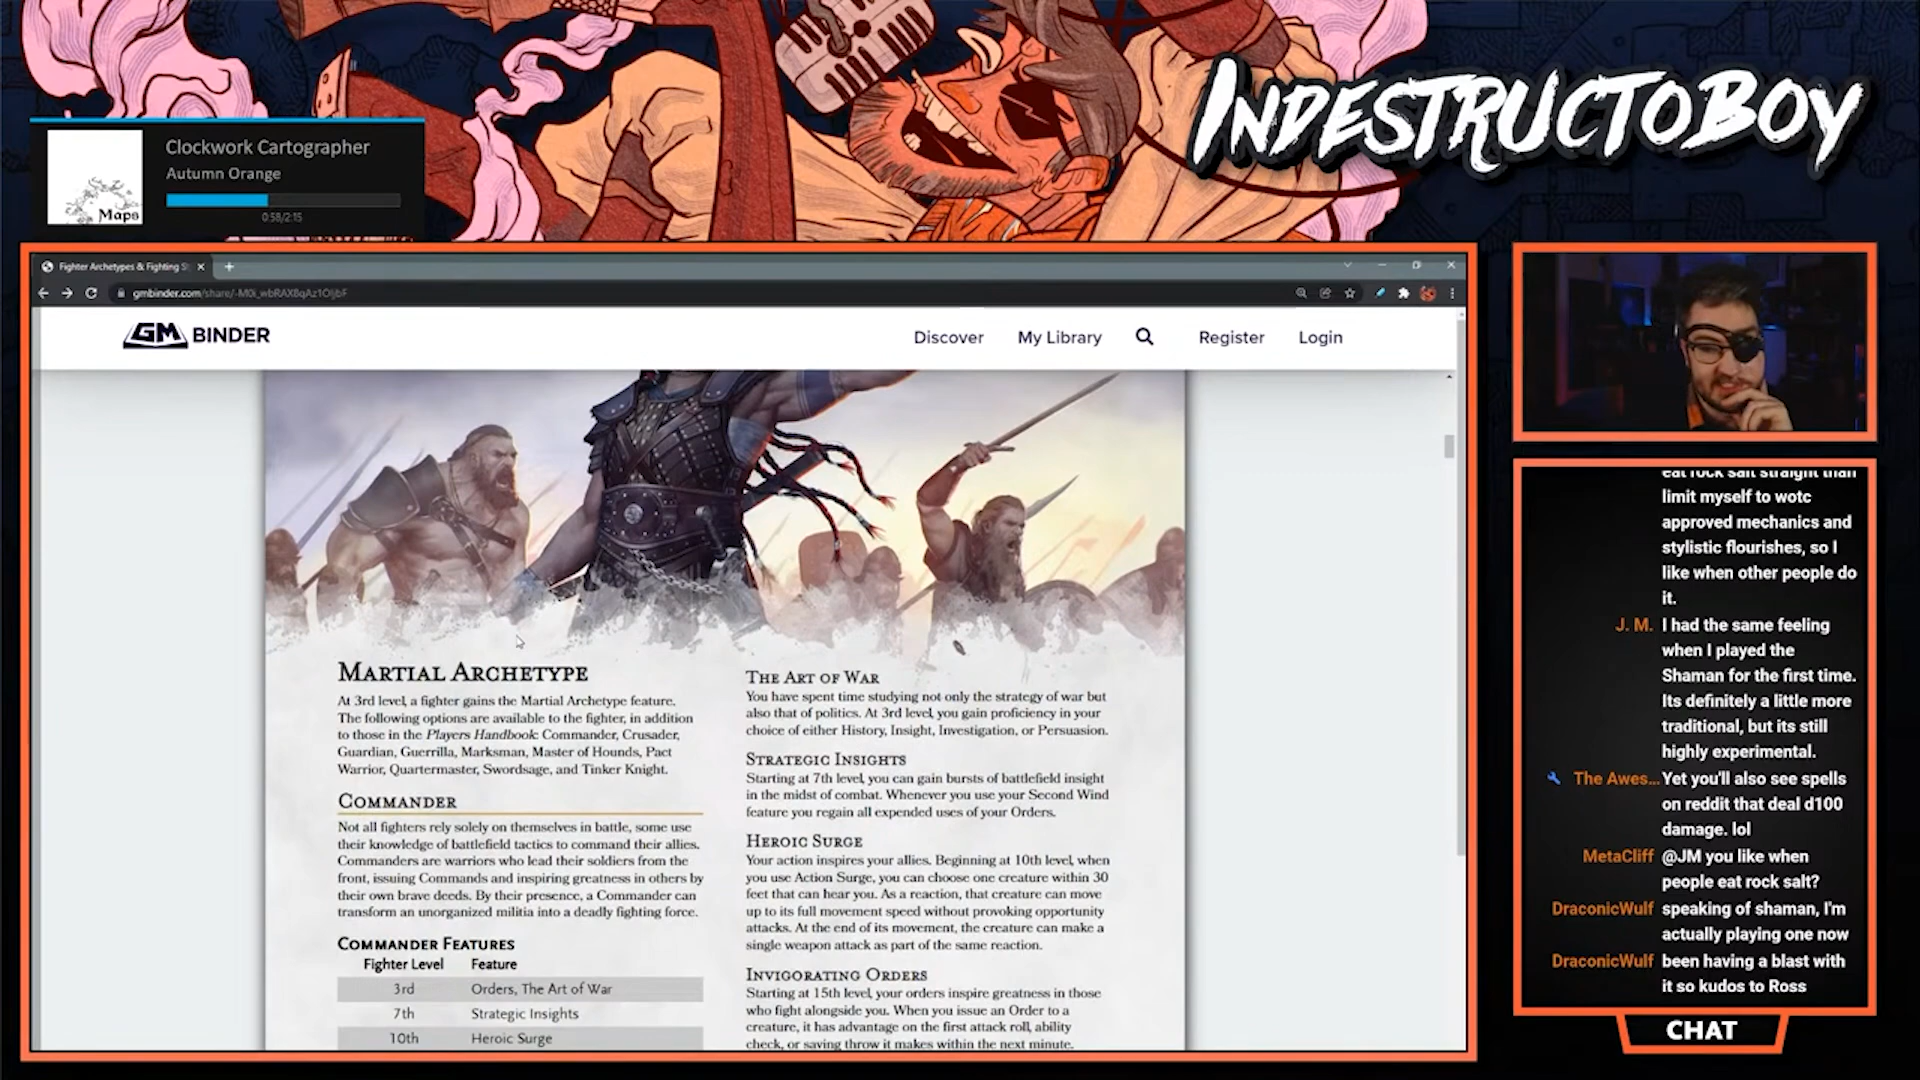 INDESTRUCTOBOY
Clockwork Cartographer
Autumn Orange
0:58/2:15
Maps
Fighter Archetypes & Fighting S
gmbinder.com/share/-M0i_wbRAXBqAz1OIjbF
GM BINDER
Discover
My Library
Register
Login
MARTIAL ARCHETYPE
At 3rd level, a fighter gains the Martial Archetype feature.
The following options are available to the fighter, in addition
to those in the Players Handbook: Commander, Crusader,
Guardian, Guerrilla, Marksman, Master of Hounds, Pact
Warrior, Quartermaster, Swordsage, and Tinker Knight.
COMMANDER
Not all fighters rely solely on themselves in battle, some use
their knowledge of battlefield tactics to command their allies.
Commanders are warriors who lead their soldiers from the
front, issuing Commands and inspiring greatness in others by
their own brave deeds. By their presence, a Commander can
transform an unorganized militia into a deadly fighting force.
COMMANDER FEATURES
Fighter Level Feature
3rd Orders, The Art of War
7th Strategic Insights
10th Heroic Surge
THE ART OF WAR
You have spent time studying not only the strategy of war but
also that of politics. At 3rd level, you gain proficiency in your
choice of either History, Insight, Investigation, or Persuasion.
STRATEGIC INSIGHTS
Starting at 7th level, you can gain bursts of battlefield insight
in the midst of combat. Whenever you use your Second Wind
feature you regain all expended uses of your Orders.
HEROIC SURGE
Your action inspires your allies. Beginning at 10th level, when
you use Action Surge, you can choose one creature within 30
feet that can hear you. As a reaction, that creature can move
up to its full movement speed without provoking opportunity
attacks. At the end of its movement, the creature can make a
single weapon attack as part of the same reaction.
INVIGORATING ORDERS
Starting at 15th level, your orders inspire greatness in those
who fight alongside you. When you issue an Order to a
creature, it has advantage on the first attack roll, ability
check, or saving throw it makes within the next minute.
eat rock salt straight than
limit myself to wotc
approved mechanics and
stylistic flourishes, so I
like when other people do
it.
J. M. I had the same feeling
when I played the
Shaman for the first time.
Its definitely a little more
traditional, but its still
highly experimental.
The Awes... Yet you'll also see spells
on reddit that deal d100
damage. lol
MetaCliff @JM you like when
people eat rock salt?
DraconicWulf speaking of shaman, I'm
actually playing one now
DraconicWulf been having a blast with
it so kudos to Ross
CHAT